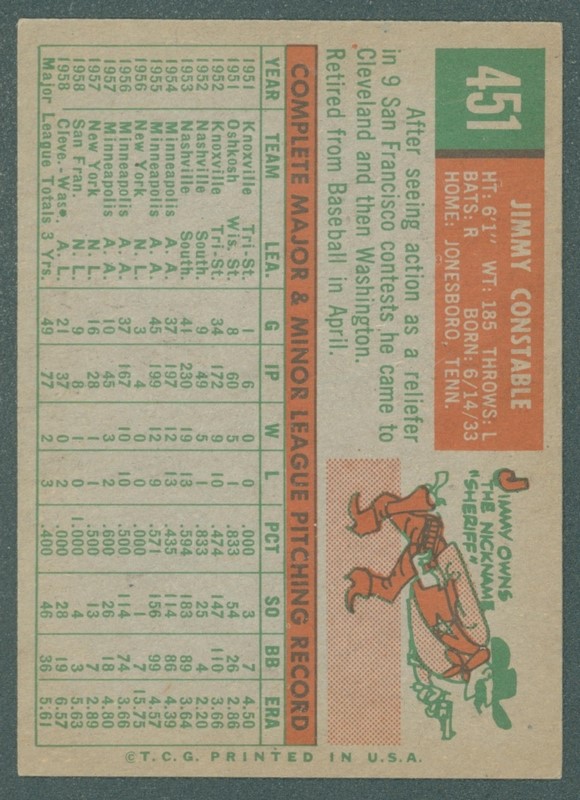 451
JIMMY CONSTABLE
HT: 6'1" WT: 185 THROWS: L
BATS: R BORN: 6/14/33
HOME: JONESBORO, TENN.
After seeing action as a reliefer
in 9 San Francisco contests he came to
Cleveland and then Washington.
Retired from Baseball in April.
JIMMY OWNS
THE NICKNAME
"SHERIFF"
COMPLETE MAJOR & MINOR LEAGUE PITCHING RECORD
YEAR TEAM LEA. G IP W L PCT SO BB ERA
1951 Knoxville Tri-St. 1 6 0 0 .000 3 7 4.50
1951 Oshkosh Wis. St. 8 60 5 1 .833 54 26 2.86
1952 Knoxville Tri-St. 34 172 9 10 .474 147 110 3.66
1952 Nashville South. 9 49 5 1 .833 25 4 2.20
1953 Nashville South. 41 230 19 13 .594 183 89 3.64
1954 Minneapolis A. A. 37 197 10 13 .435 114 86 4.39
1955 Minneapolis A. A. 45 199 12 9 .571 156 99 4.57
1956 New York N. L. 3 4 0 0 .000 1 7 15.75
1956 Minneapolis A. A. 37 167 10 10 .500 114 74 3.66
1957 Minneapolis A. A. 10 45 3 2 .600 26 18 4.80
1957 New York N. L. 16 28 1 1 .500 13 7 2.89
1958 San Fran. N. L. 9 8 1 0 1.000 4 3 5.63
1958 Cleve.-Was. A. L. 21 37 0 2 .000 28 19 6.57
Major League Totals 3 Yrs. 49 77 2 3 .400 46 36 5.61
©T.C.G. PRINTED IN U.S.A.